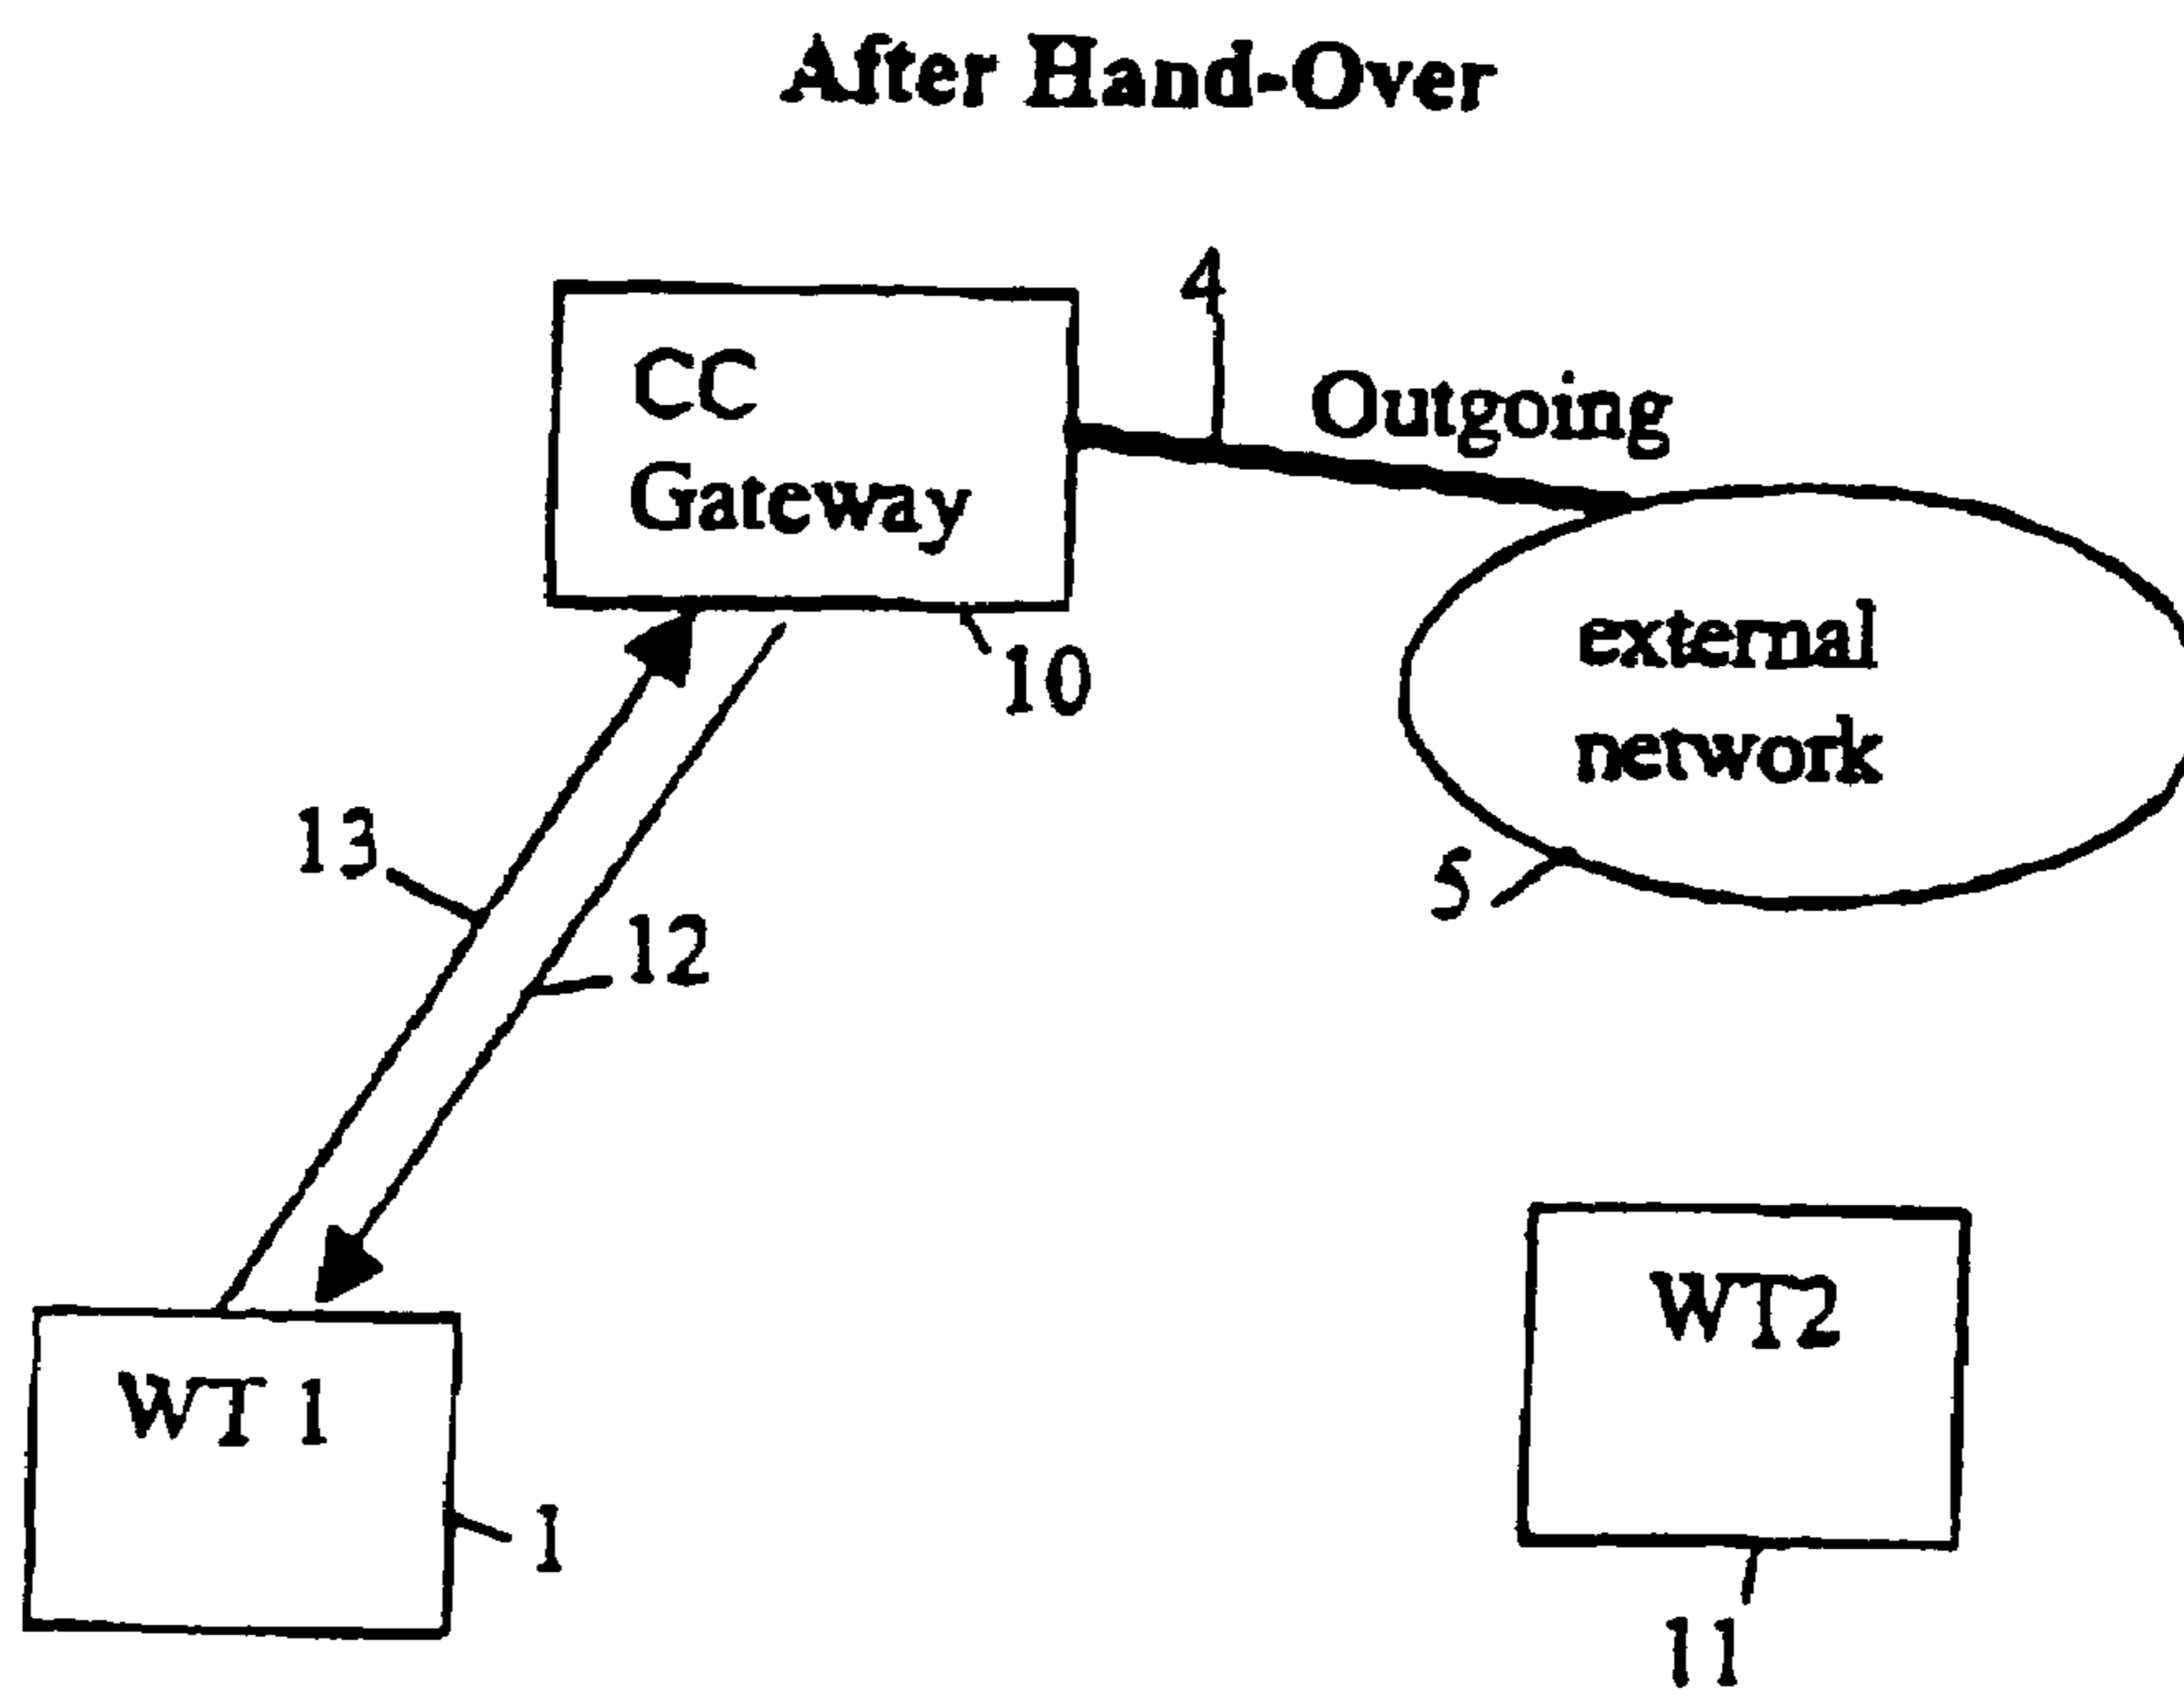 After Hand-Over
4
CC
Gateway
Outgoing
10
external
network
13
12
5
WT 1
1
WT2
11